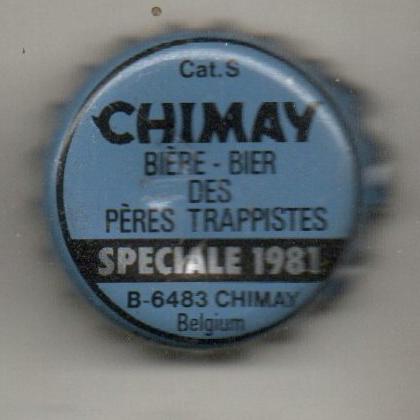 Cat.S
CHIMAY
BIÈRE - BIER
DES
PÈRES TRAPPISTES
SPECIALE 1981
B-6483 CHIMAY
Belgium